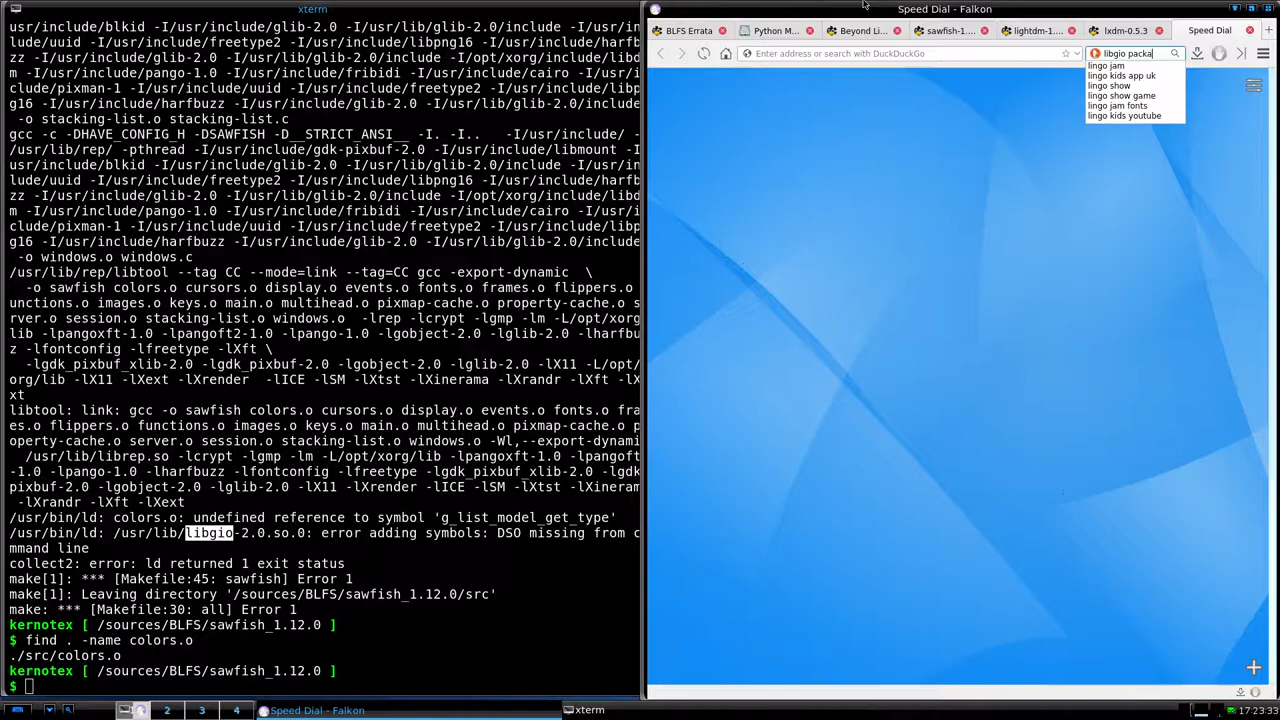 xterm
usr/include/blkid -I/usr/include/glib-2.0 -I/usr/lib/glib-2.0/include -I/usr/inc
lude/uuid -I/usr/include/freetype2 -I/usr/include/libpng16 -I/usr/include/harfbu
zz -I/usr/include/glib-2.0 -I/usr/lib/glib-2.0/include -I/opt/xorg/include/libdr
m -I/usr/include/pango-1.0 -I/usr/include/fribidi -I/usr/include/cairo -I/usr/in
clude/pixman-1 -I/usr/include/uuid -I/usr/include/freetype2 -I/usr/include/libpn
g16 -I/usr/include/harfbuzz -I/usr/include/glib-2.0 -I/usr/lib/glib-2.0/include
-o stacking-list.o stacking-list.c
gcc -c -DHAVE_CONFIG_H -DSAWFISH -D__STRICT_ANSI__ -I. -I.. -I/usr/include/ -
I/usr/lib/rep/ -pthread -I/usr/include/gdk-pixbuf-2.0 -I/usr/include/libmount -I
usr/include/blkid -I/usr/include/glib-2.0 -I/usr/lib/glib-2.0/include -I/usr/inc
lude/uuid -I/usr/include/freetype2 -I/usr/include/libpng16 -I/usr/include/harfbu
zz -I/usr/include/glib-2.0 -I/usr/lib/glib-2.0/include -I/opt/xorg/include/libdr
m -I/usr/include/pango-1.0 -I/usr/include/fribidi -I/usr/include/cairo -I/usr/in
clude/pixman-1 -I/usr/include/uuid -I/usr/include/freetype2 -I/usr/include/libpn
g16 -I/usr/include/harfbuzz -I/usr/include/glib-2.0 -I/usr/lib/glib-2.0/include
-o windows.o windows.c
/usr/lib/rep/libtool --tag CC --mode=link --tag=CC gcc -export-dynamic \
-o sawfish colors.o cursors.o display.o events.o fonts.o frames.o flippers.o
unctions.o images.o keys.o main.o multihead.o pixmap-cache.o property-cache.o s
rver.o session.o stacking-list.o windows.o -lrep -lcrypt -lgmp -lm -L/opt/xorg
lib -lpangoxft-1.0 -lpangoft2-1.0 -lpango-1.0 -lgobject-2.0 -lglib-2.0 -lharfbu
z -lfontconfig -lfreetype -lXft \
-lgdk_pixbuf_xlib-2.0 -lgdk_pixbuf-2.0 -lgobject-2.0 -lglib-2.0 -lX11 -L/opt/
org/lib -lX11 -lXext -lXrender -lICE -lSM -lXtst -lXinerama -lXrandr -lXft -lX
xt
libtool: link: gcc -o sawfish colors.o cursors.o display.o events.o fonts.o fra
es.o flippers.o functions.o images.o keys.o main.o multihead.o pixmap-cache.o p
operty-cache.o server.o session.o stacking-list.o windows.o -Wl,--export-dynami
/usr/lib/librep.so -lcrypt -lgmp -lm -L/opt/xorg/lib -lpangoxft-1.0 -lpangoft
-1.0 -lpango-1.0 -lharfbuzz -lfontconfig -lfreetype -lgdk_pixbuf_xlib-2.0 -lgdk
pixbuf-2.0 -lgobject-2.0 -lglib-2.0 -lX11 -lXrender -lICE -lSM -lXtst -lXineram
-lXrandr -lXft -lXext
/usr/bin/ld: colors.o: undefined reference to symbol 'g_list_model_get_type'
/usr/bin/ld: /usr/lib/libgio-2.0.so.0: error adding symbols: DSO missing from c
mmand line
collect2: error: ld returned 1 exit status
make[1]: *** [Makefile:45: sawfish] Error 1
make[1]: Leaving directory '/sources/BLFS/sawfish_1.12.0/src'
make: *** [Makefile:30: all] Error 1
kernotex [ /sources/BLFS/sawfish_1.12.0 ]
$ find . -name colors.o
./src/colors.o
kernotex [ /sources/BLFS/sawfish_1.12.0 ]
$
Speed Dial - Falkon
BLFS Errata
Python M...
Beyond Li...
sawfish-1....
lightdm-1....
lxdm-0.5.3
Speed Dial
Enter address or search with DuckDuckGo
libgio packa
lingo jam
lingo kids app uk
lingo show
lingo show game
lingo jam fonts
lingo kids youtube
2
3
4
Speed Dial - Falkon
xterm
17:23:33